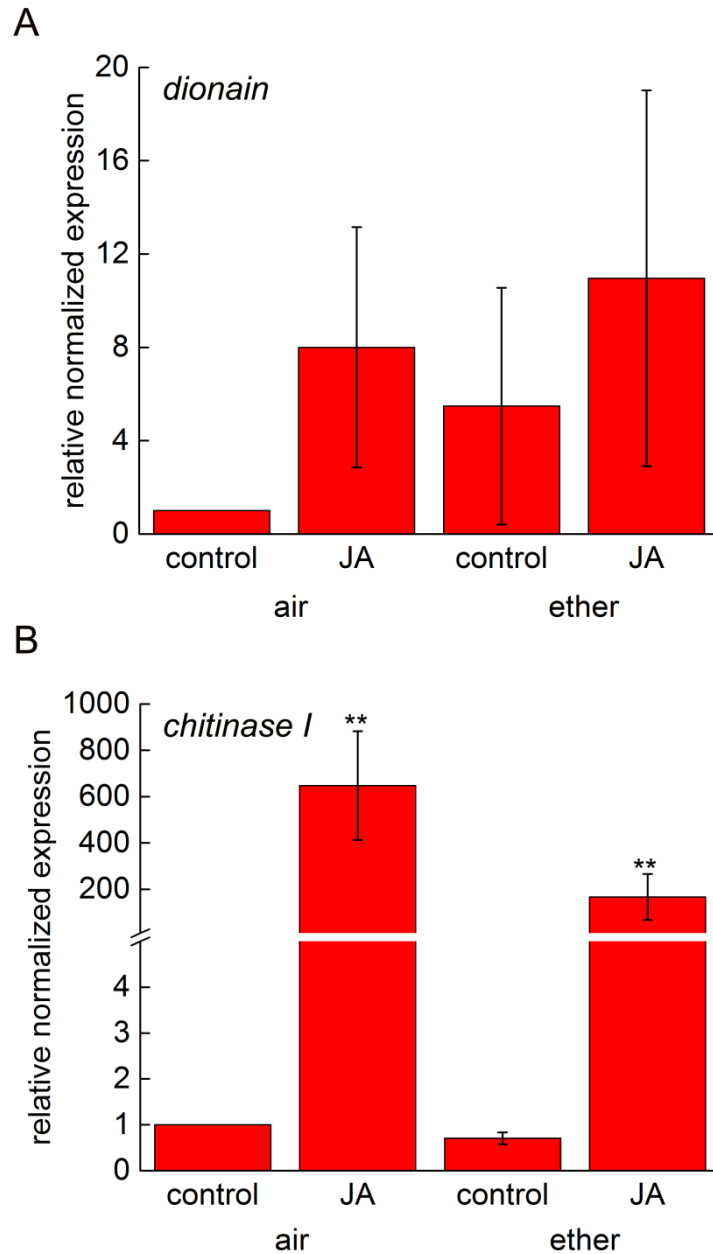 A
dionain
relative normalized expression
20
16
12
8
4
0
control JA control JA
air ether
B
chitinase I
relative normalized expression
1000
800
600
400
200
4
3
2
1
0
**
**
control JA control JA
air ether